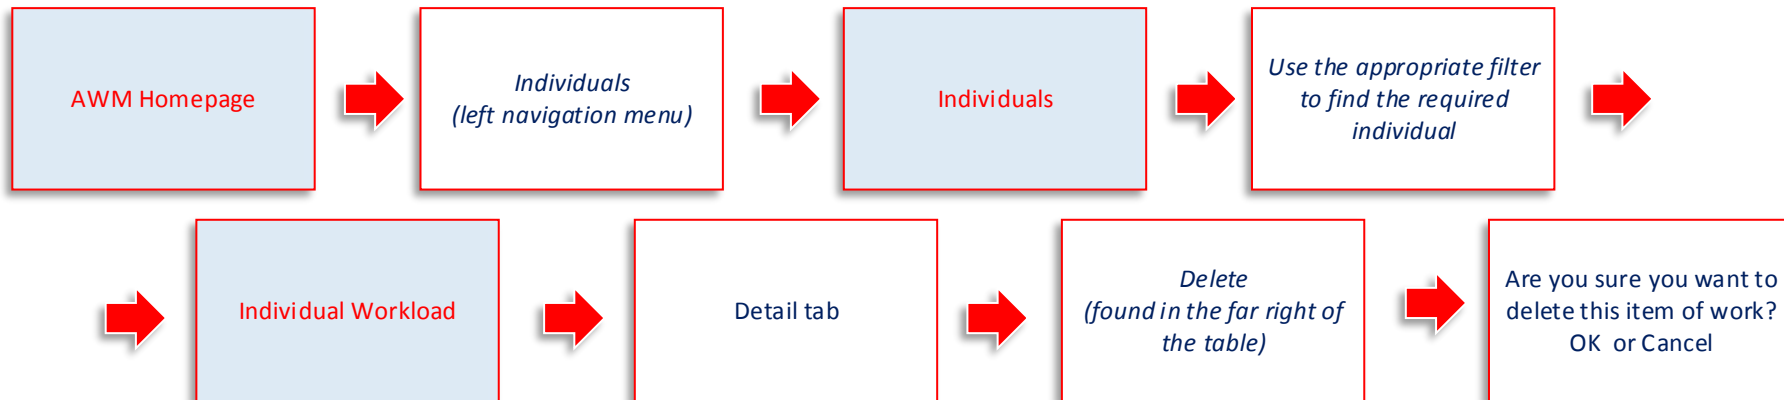 AWM Homepage
Individuals
(left navigation menu)
Individuals
Use the appropriate filter
to find the required
individual
Individual Workload
Detail tab
Delete
(found in the far right of
the table)
Are you sure you want to
delete this item of work?
OK or Cancel